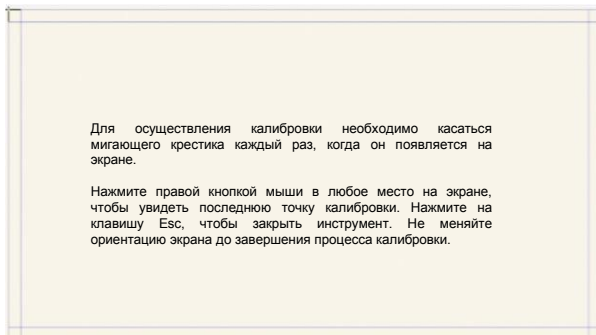 Для осуществления калибровки необходимо касаться
мигающего крестика каждый раз, когда он появляется на
экране.
Нажмите правой кнопкой мыши в любое место на экране,
чтобы увидеть последнюю точку калибровки. Нажмите на
клавишу Esc, чтобы закрыть инструмент. Не меняйте
ориентацию экрана до завершения процесса калибровки.